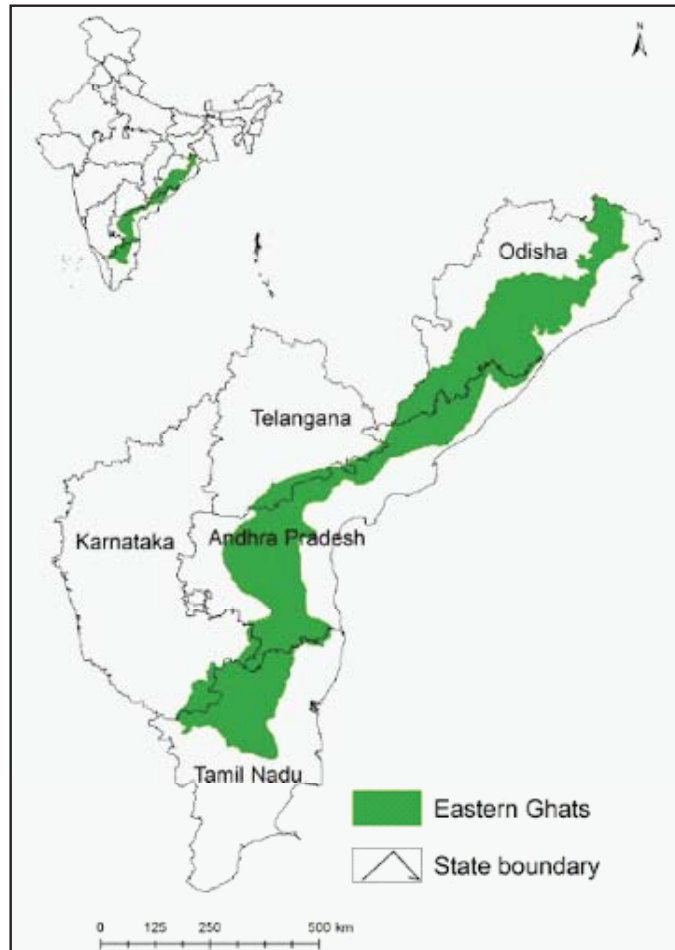 N
Odisha
Telangana
Karnataka
Andhra Pradesh
Tamil Nadu
Eastern Ghats
State boundary
0 125 250 500 km